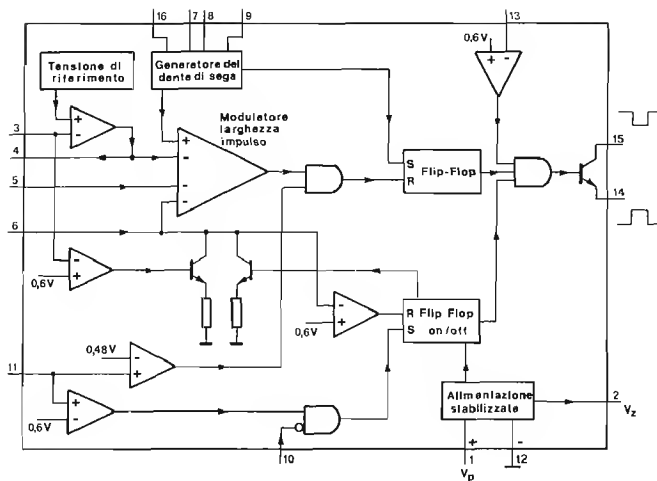 16 7 8 9 13
0,6V + -
Tensione di
riferimento
Generatore del
dente di sega
Modulatore
larghezza
impulso
3
+
-
4
+
-
-
-
5
15
S
R
Flip-Flop
14
6
-
+
0,6V
-
+
0,6V
R
S
Flip Flop
on/off
0,48V
-
+
11
+
-
0,6V
Alimentazione
stabilizzata
2
Vz
10
+ -
1 12
Vp